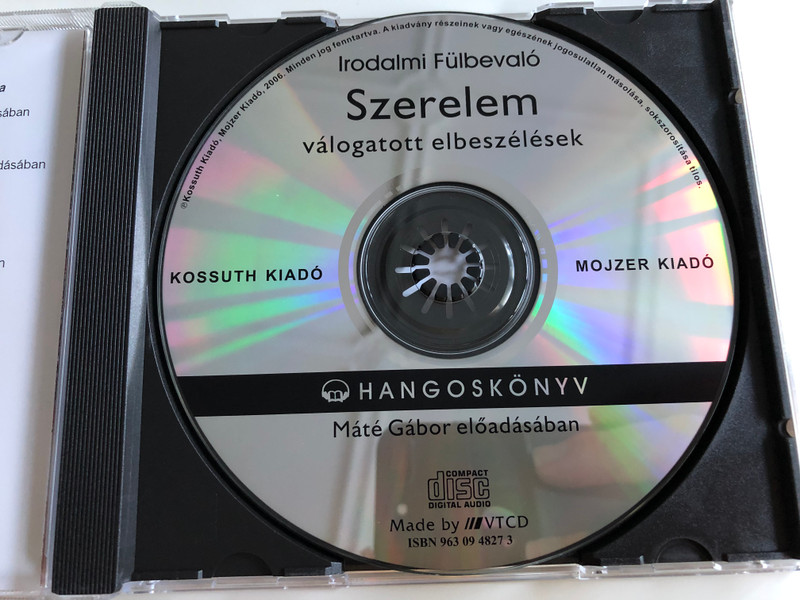 ℗Kossuth Kiadó, Mojzer Kiadó, 2006. Minden jog fenntartva. A kiadvány részeinek vagy egészének jogosulatlan másolása, sokszorosítása tilos.
Irodalmi Fülbevaló
Szerelem
válogatott elbeszélések
KOSSUTH KIADÓ
MOJZER KIADÓ
HANGOSKÖNYV
Máté Gábor előadásában
COMPACT
disc
DIGITAL AUDIO
Made by VTCD
ISBN 963 09 4827 3